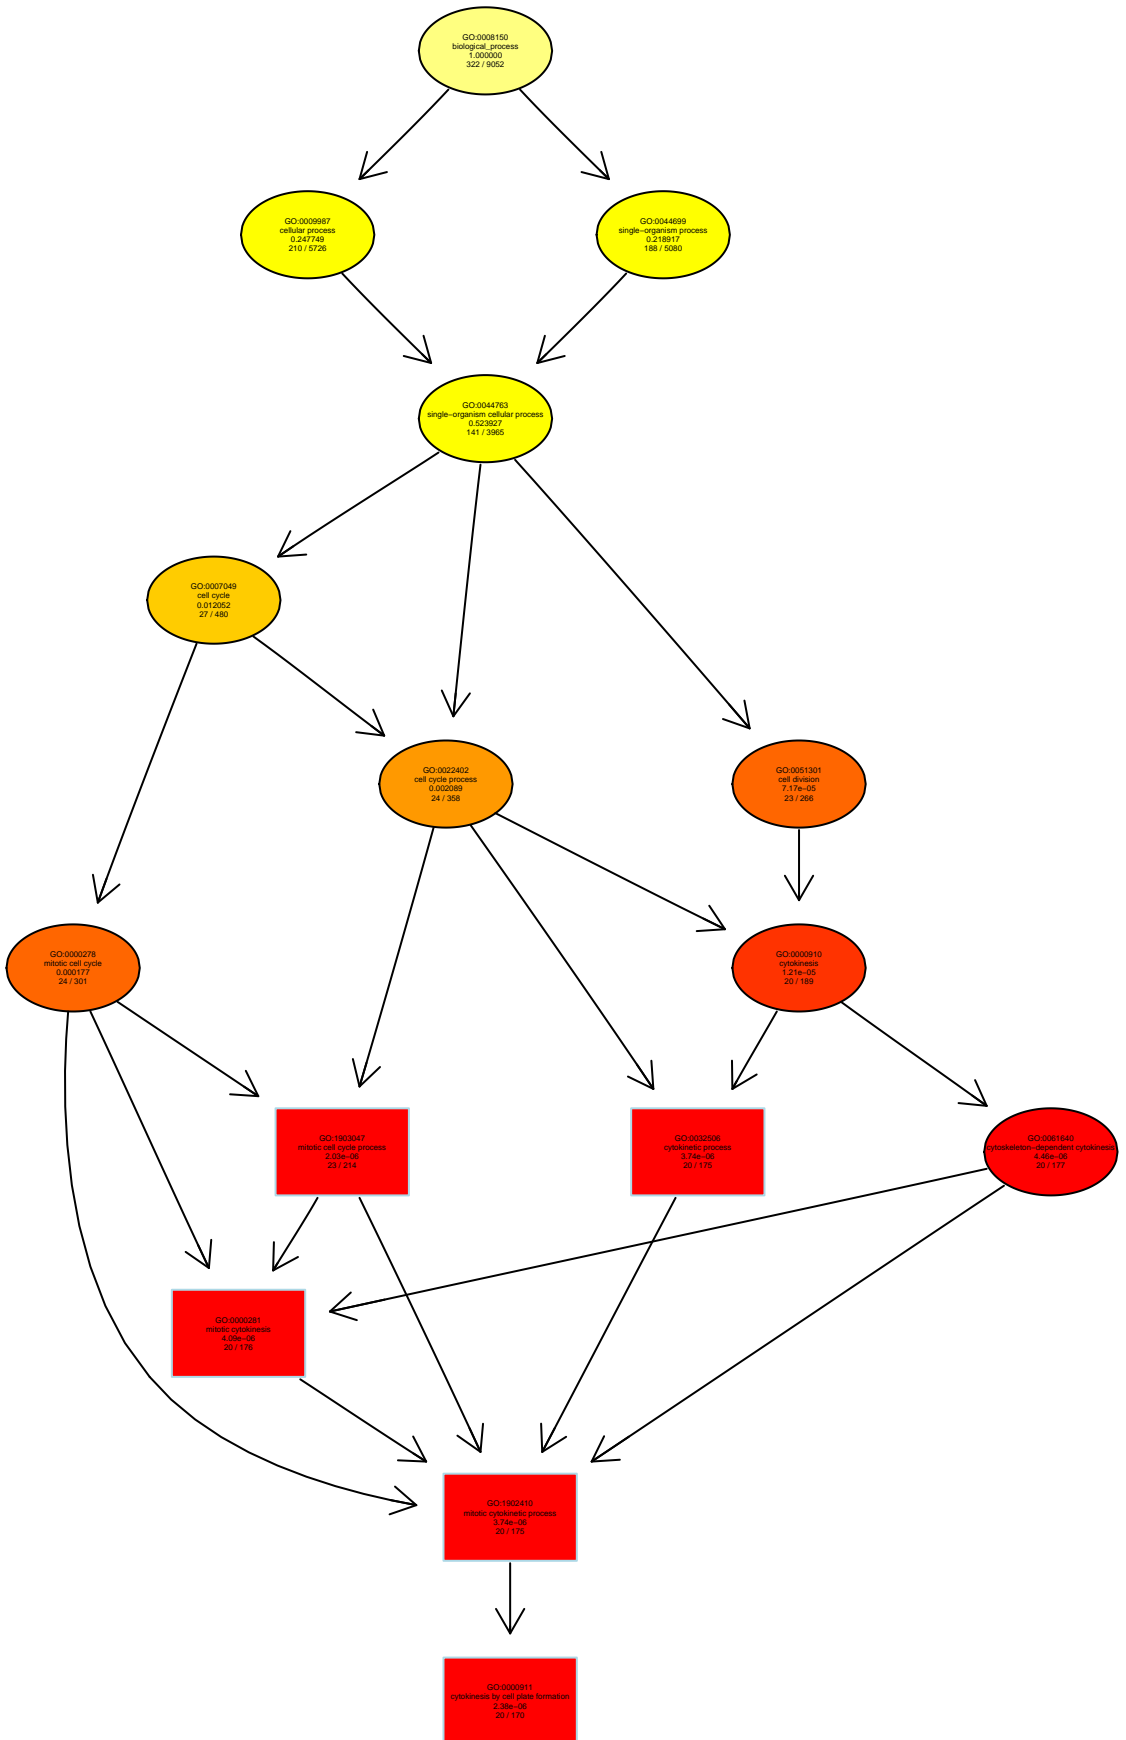 GO:0008150
biological_process
1.000000
322 / 9052
GO:0009987
cellular process
0.247749
210 / 5726
GO:0044699
single−organism process
0.218917
188 / 5080
GO:0044763
single−organism cellular process
0.523927
141 / 3965
GO:0007049
cell cycle
0.012052
27 / 480
GO:0022402
cell cycle process
0.002089
24 / 358
GO:0051301
cell division
7.17e−05
23 / 266
GO:0000278
mitotic cell cycle
0.000177
24 / 301
GO:0000910
cytokinesis
1.21e−05
20 / 189
GO:1903047
mitotic cell cycle process
2.03e−06
23 / 214
GO:0032506
cytokinetic process
3.74e−06
20 / 175
GO:0061640
cytoskeleton−dependent cytokinesis
4.46e−06
20 / 177
GO:0000281
mitotic cytokinesis
4.09e−06
20 / 176
GO:1902410
mitotic cytokinetic process
3.74e−06
20 / 175
GO:0000911
cytokinesis by cell plate formation
2.38e−06
20 / 170